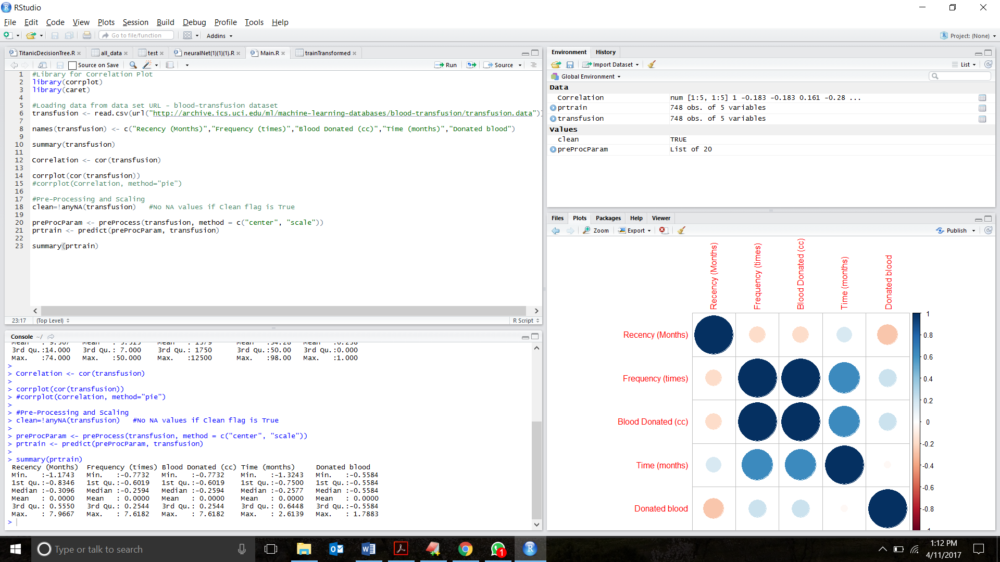 RStudio
File Edit Code View Plots Session Build Debug Profile Tools Help
Go to file/function Addins Project: (None)
TitanicDecisionTree.R all_data test neuralNet(1)(1)(1).R Main.R trainTransformed
Source on Save Run Source
1 #Library for Correlation Plot
2 library(corrplot)
3 library(caret)
4
5 #Loading data from data set URL - blood-transfusion dataset
6 transfusion <- read.csv(url("http://archive.ics.uci.edu/ml/machine-learning-databases/blood-transfusion/transfusion.data"))
7
8 names(transfusion) <- c("Recency (Months)","Frequency (times)","Blood Donated (cc)","Time (months)","Donated blood")
9
10 summary(transfusion)
11
12 Correlation <- cor(transfusion)
13
14 corrplot(cor(transfusion))
15 #corrplot(Correlation, method="pie")
16
17 #Pre-Processing and Scaling
18 clean=!anyNA(transfusion) #No NA values if Clean flag is True
19
20 preProcParam <- preProcess(transfusion, method = c("center", "scale"))
21 prtrain <- predict(preProcParam, transfusion)
22
23 summary(prtrain)
23:17 (Top Level) R Script
Console ~/
3rd Qu.:14.000 3rd Qu.: 7.000 3rd Qu.: 1750 3rd Qu.:50.00 3rd Qu.:0.000
Max. :74.000 Max. :50.000 Max. :12500 Max. :98.00 Max. :1.000
>
> Correlation <- cor(transfusion)
>
> corrplot(cor(transfusion))
> #corrplot(Correlation, method="pie")
>
> #Pre-Processing and Scaling
> clean=!anyNA(transfusion) #No NA values if Clean flag is True
>
> preProcParam <- preProcess(transfusion, method = c("center", "scale"))
> prtrain <- predict(preProcParam, transfusion)
>
> summary(prtrain)
Recency (Months) Frequency (times) Blood Donated (cc) Time (months) Donated blood
Min. :-1.1743 Min. :-0.7732 Min. :-0.7732 Min. :-1.3243 Min. :-0.5584
1st Qu.:-0.8346 1st Qu.:-0.6019 1st Qu.:-0.6019 1st Qu.:-0.7500 1st Qu.:-0.5584
Median :-0.3096 Median :-0.2594 Median :-0.2594 Median :-0.2577 Median :-0.5584
Mean : 0.0000 Mean : 0.0000 Mean : 0.0000 Mean : 0.0000 Mean : 0.0000
3rd Qu.: 0.5550 3rd Qu.: 0.2544 3rd Qu.: 0.2544 3rd Qu.: 0.6448 3rd Qu.:-0.5584
Max. : 7.9667 Max. : 7.6182 Max. : 7.6182 Max. : 2.6139 Max. : 1.7883
>
Environment History
Import Dataset List
Global Environment
Data
Correlation num [1:5, 1:5] 1 -0.183 -0.183 0.161 -0.28 ...
prtrain 748 obs. of 5 variables
transfusion 748 obs. of 5 variables
Values
clean TRUE
preProcParam List of 20
Files Plots Packages Help Viewer
Zoom Export Publish
Recency (Months)
Frequency (times)
Blood Donated (cc)
Time (months)
Donated blood
Recency (Months)
Frequency (times)
Blood Donated (cc)
Time (months)
Donated blood
1
0.8
0.6
0.4
0.2
0
-0.2
-0.4
-0.6
-0.8
Type or talk to search
1
1:12 PM
4/11/2017